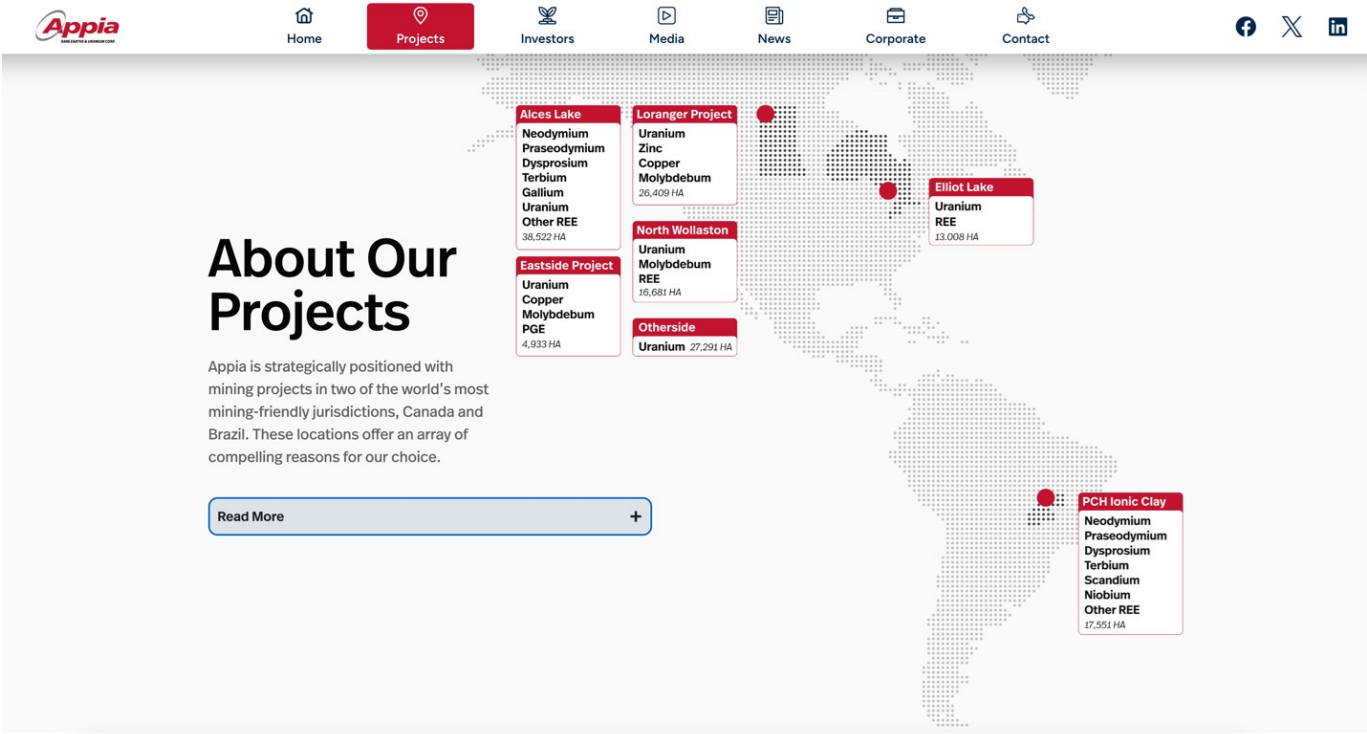 Appia
RARE EARTHS & URANIUM CORP.
Home
Projects
Investors
Media
News
Corporate
Contact
About Our
Projects
Appia is strategically positioned with
mining projects in two of the world's most
mining-friendly jurisdictions, Canada and
Brazil. These locations offer an array of
compelling reasons for our choice.
Read More
Alces Lake
Neodymium
Praseodymium
Dysprosium
Terbium
Gallium
Uranium
Other REE
38,522 HA
Eastside Project
Uranium
Copper
Molybdebum
PGE
4,933 HA
Loranger Project
Uranium
Zinc
Copper
Molybdebum
26,409 HA
North Wollaston
Uranium
Molybdebum
REE
16,681 HA
Otherside
Uranium 27,291 HA
Elliot Lake
Uranium
REE
13.008 HA
PCH Ionic Clay
Neodymium
Praseodymium
Dysprosium
Terbium
Scandium
Niobium
Other REE
17,551 HA